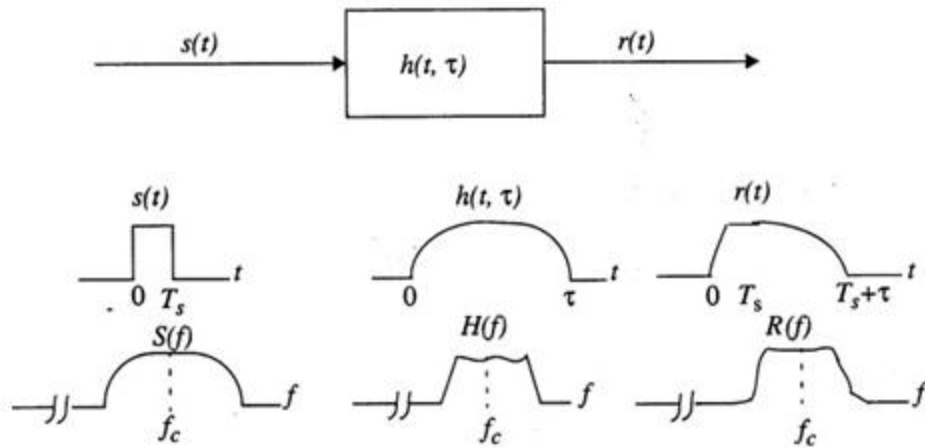 s(t) h(t, τ) r(t)
s(t) h(t, τ) r(t)
t t t
0 T_s 0 τ 0 T_s T_s+τ
S(f) H(f) R(f)
f f f
f_c f_c f_c